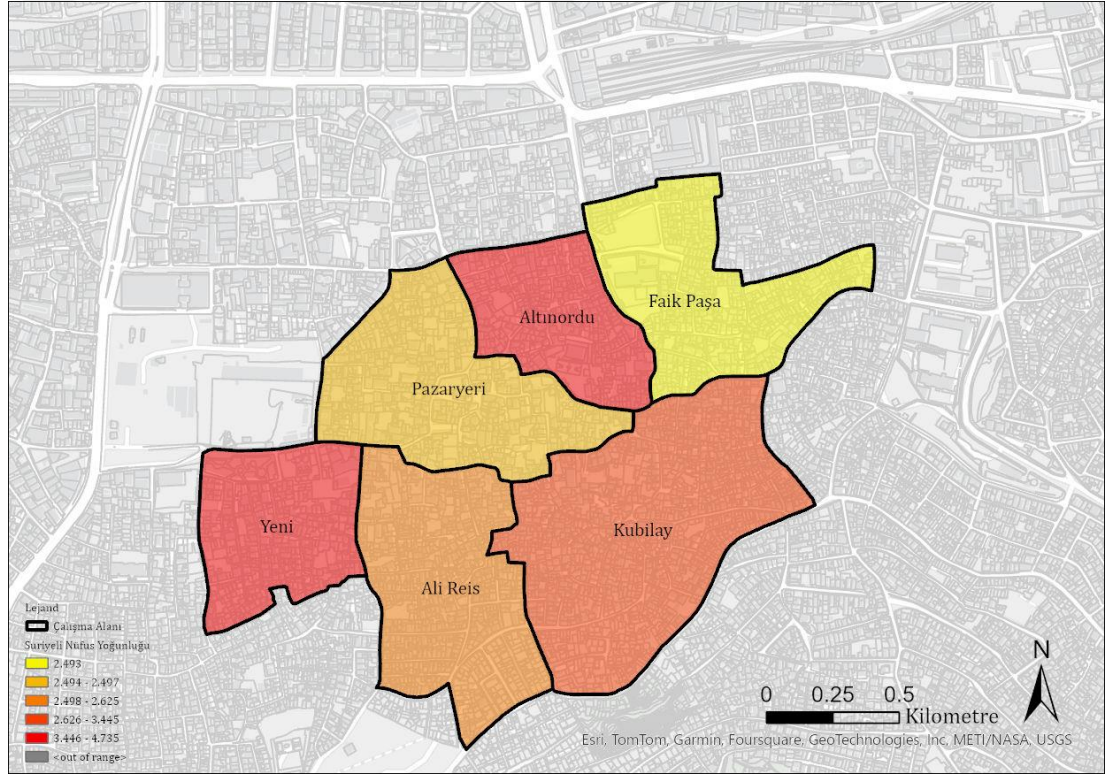 Faik Paşa
Altınordu
Pazaryeri
Yeni
Kubilay
Ali Reis
Lejand
Çalışma Alanı
Suriyeli Nüfus Yoğunluğu
2.493
2.494 - 2.497
2.498 - 2.625
2.626 - 3.445
3.446 - 4.735
<out of range>
N
0 0.25 0.5
Kilometre
Esri, TomTom, Garmin, Foursquare, GeoTechnologies, Inc, METI/NASA, USGS